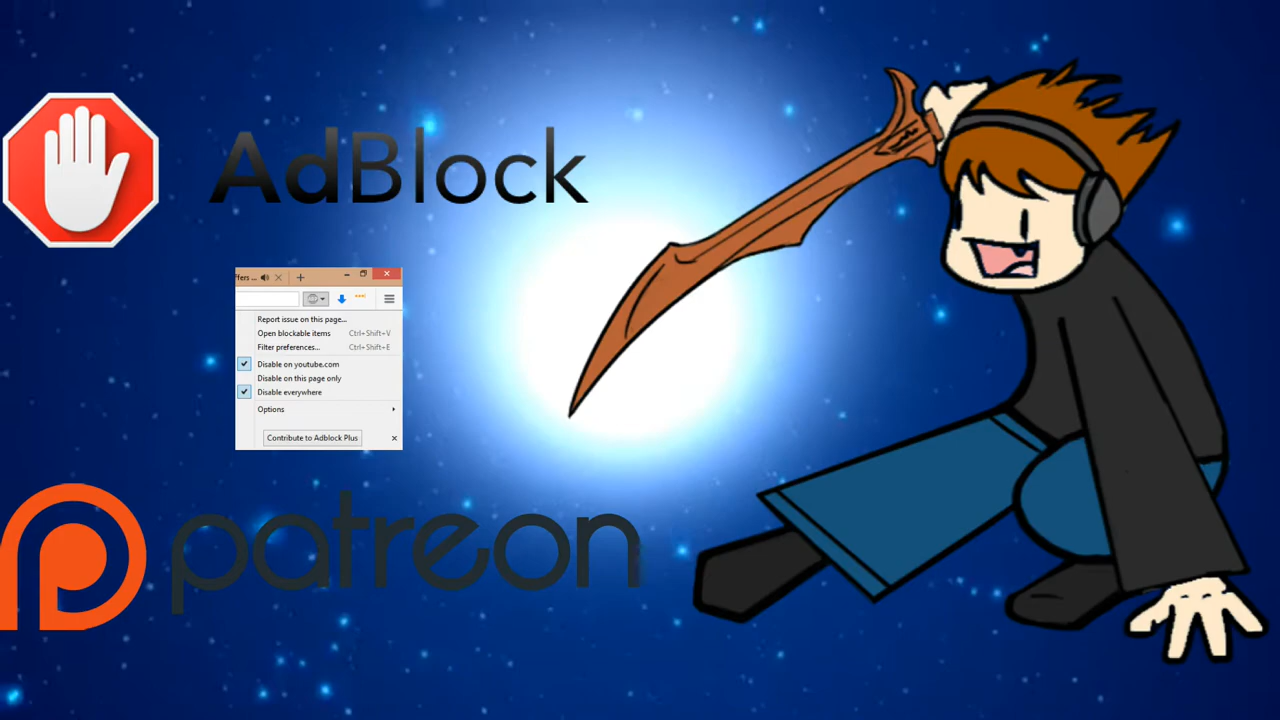 AdBlock
ffers ...
Report issue on this page...
Open blockable items Ctrl+Shift+V
Filter preferences... Ctrl+Shift+E
Disable on youtube.com
Disable on this page only
Disable everywhere
Options
Contribute to Adblock Plus
patreon